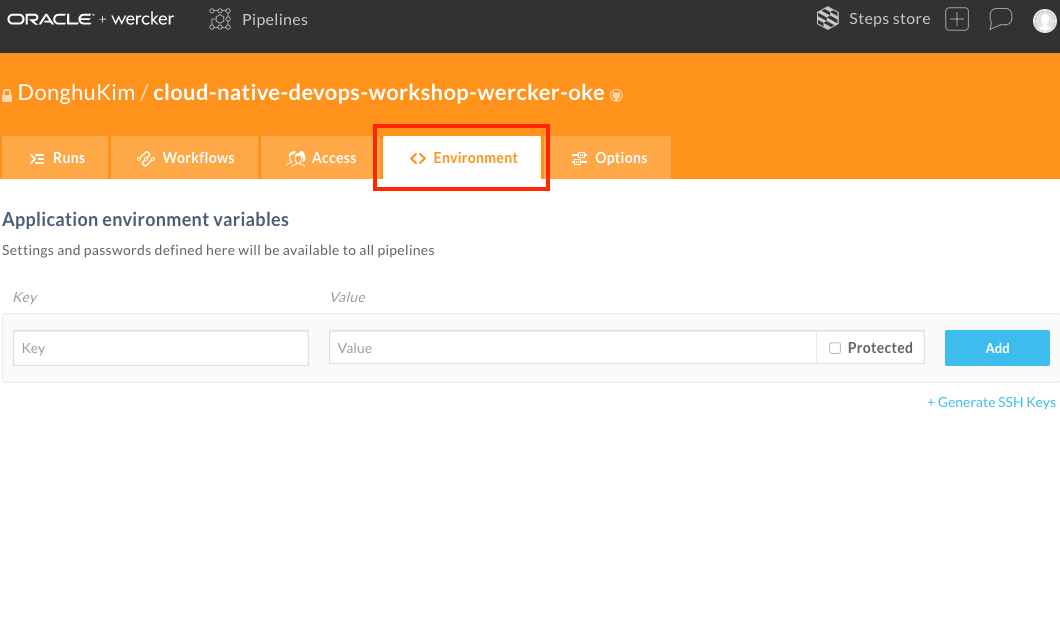 ORACLE + wercker Pipelines Steps store
DonghuKim / cloud-native-devops-workshop-wercker-oke
Runs Workflows Access Environment Options
Application environment variables
Settings and passwords defined here will be available to all pipelines
Key Value
Key Value Protected Add
+ Generate SSH Keys